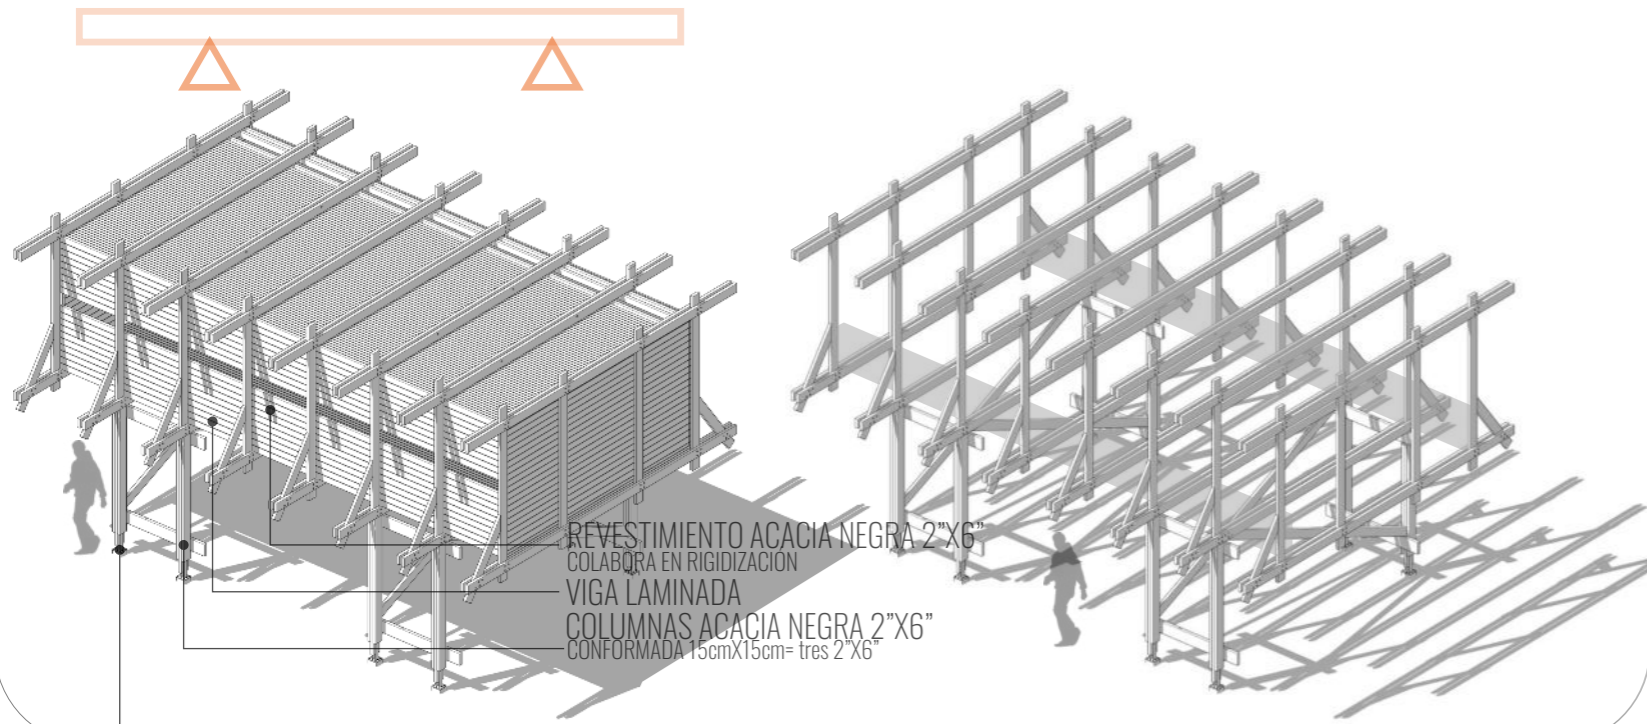 REVESTIMIENTO ACACIA NEGRA 2”X6”
COLABORA EN RIGIDIZACIÓN
VIGA LAMINADA
COLUMNAS ACACIA NEGRA 2”X6”
CONFORMADA 15cmX15cm= tres 2”X6”